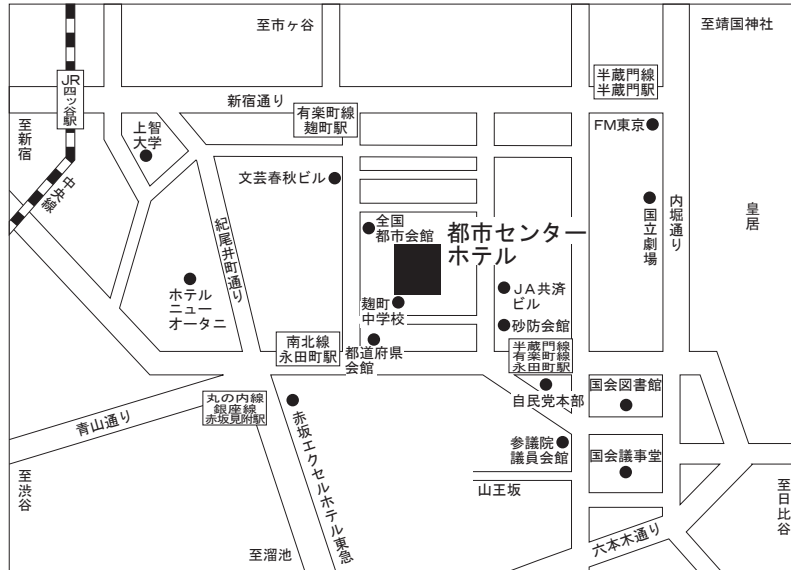 至市ヶ谷
至靖国神社
JR四ッ谷駅
半蔵門線
半蔵門駅
新宿通り
有楽町線
麹町駅
至新宿
上智
大学
FM東京
中央線
文芸春秋ビル
国立劇場
内堀通り
皇居
全国
都市会館
都市センター
ホテル
紀尾井町通り
ホテル
ニュー
オータニ
JA共済
ビル
麹町
中学校
砂防会館
南北線
永田町駅
都道府県
会館
半蔵門線
有楽町線
永田町駅
丸の内線
銀座線
赤坂見附駅
自民党本部
国会図書館
青山通り
赤坂エクセルホテル東急
参議院
議員会館
国会議事堂
至渋谷
山王坂
至日比谷
至溜池
六本木通り